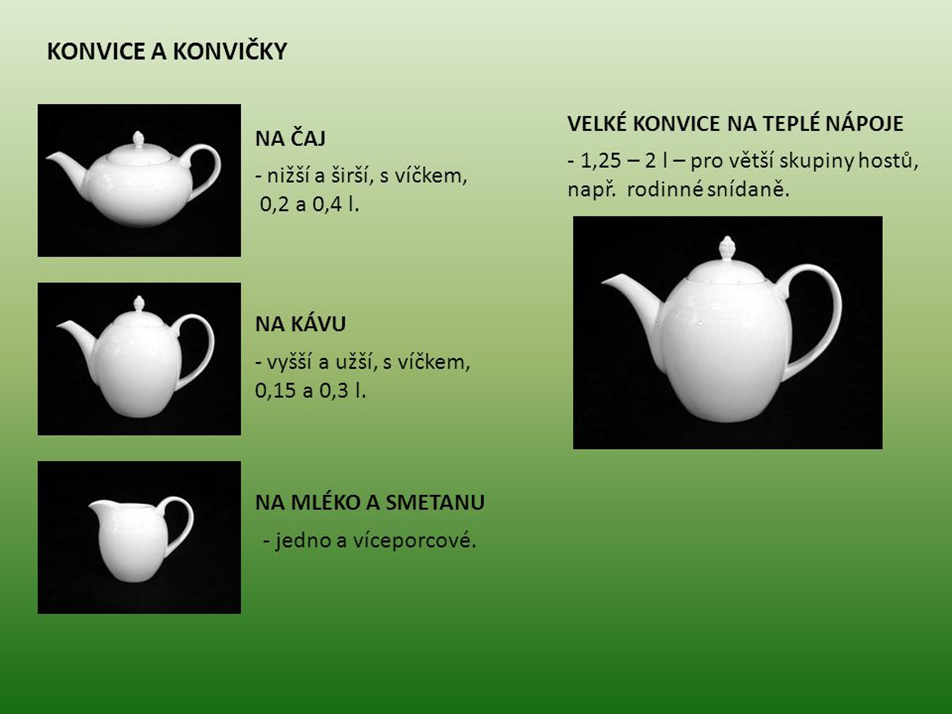 KONVICE A KONVIČKY
NA ČAJ
- nižší a širší, s víčkem,
0,2 a 0,4 l.
NA KÁVU
- vyšší a užší, s víčkem,
0,15 a 0,3 l.
NA MLÉKO A SMETANU
- jedno a víceporcové.
VELKÉ KONVICE NA TEPLÉ NÁPOJE
- 1,25 – 2 l – pro větší skupiny hostů,
např. rodinné snídaně.